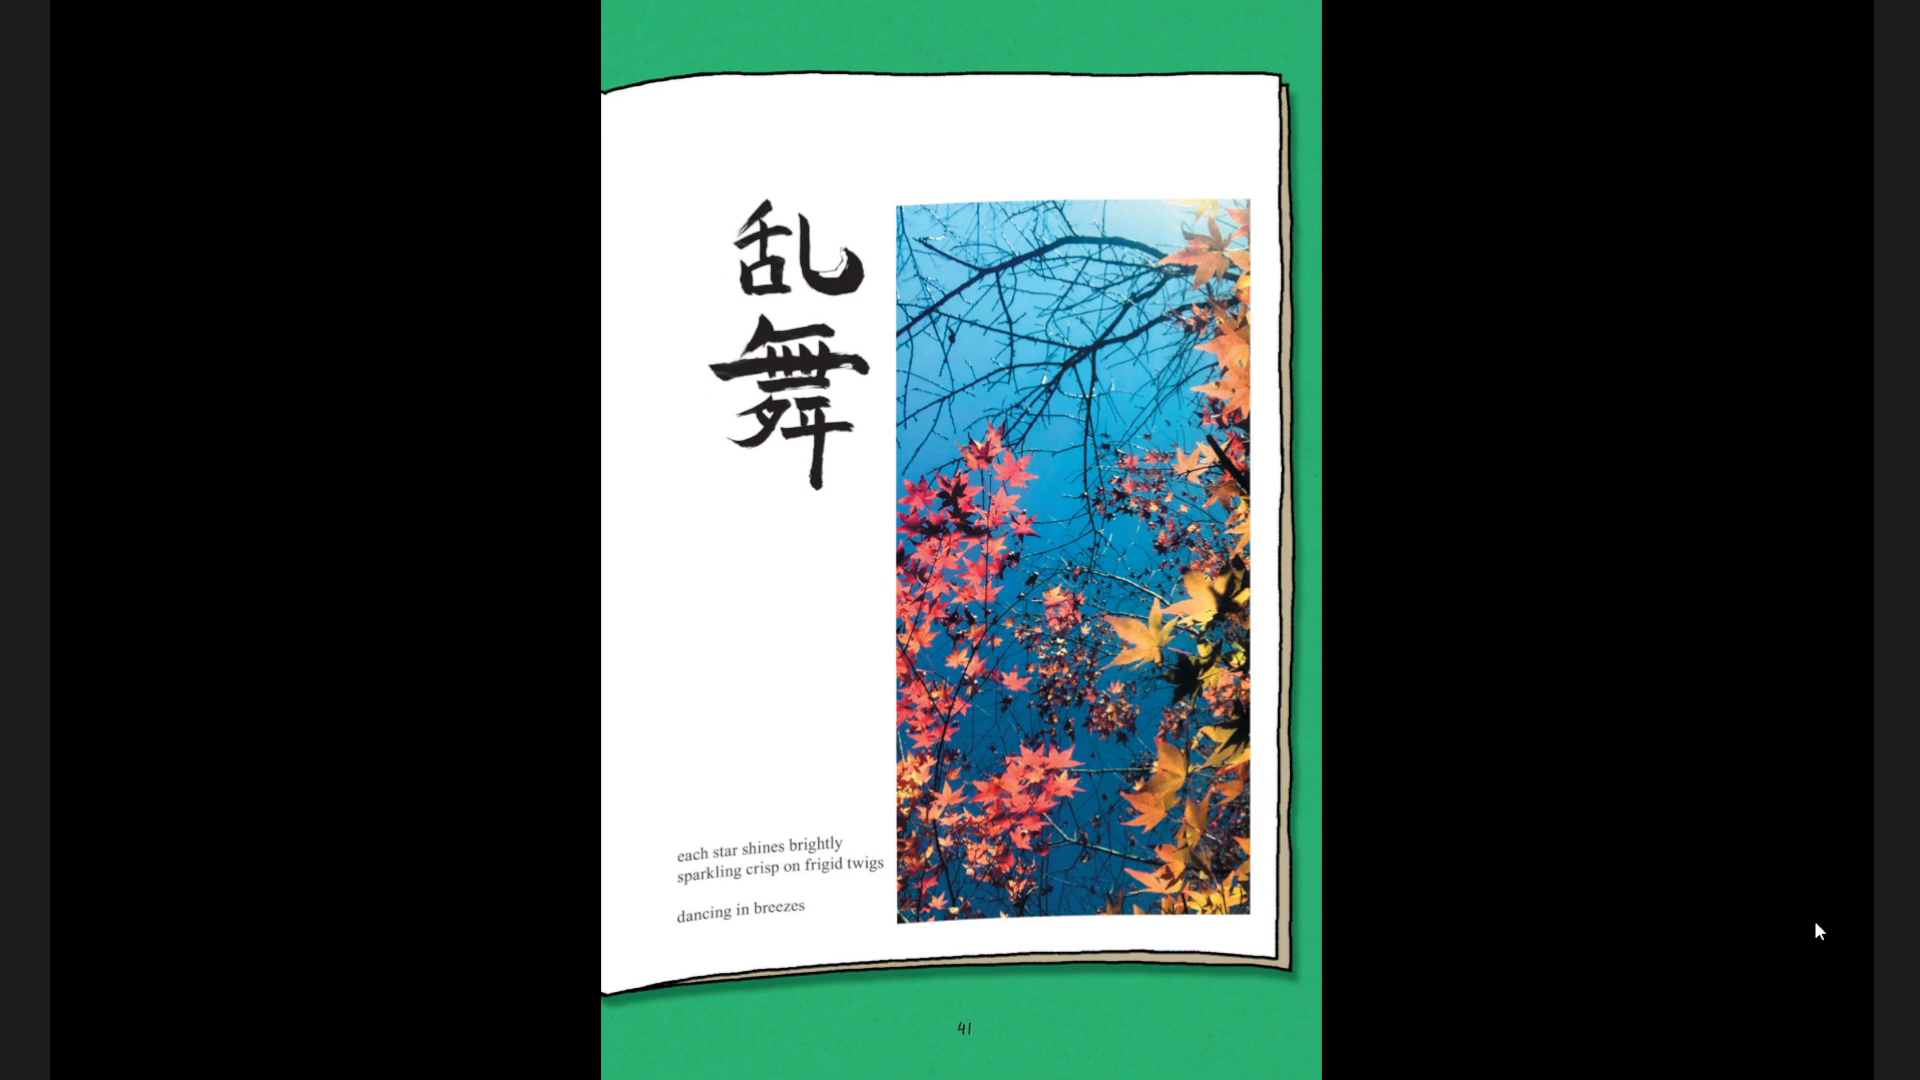 乱舞
each star shines brightly
sparkling crisp on frigid twigs
dancing in breezes
41